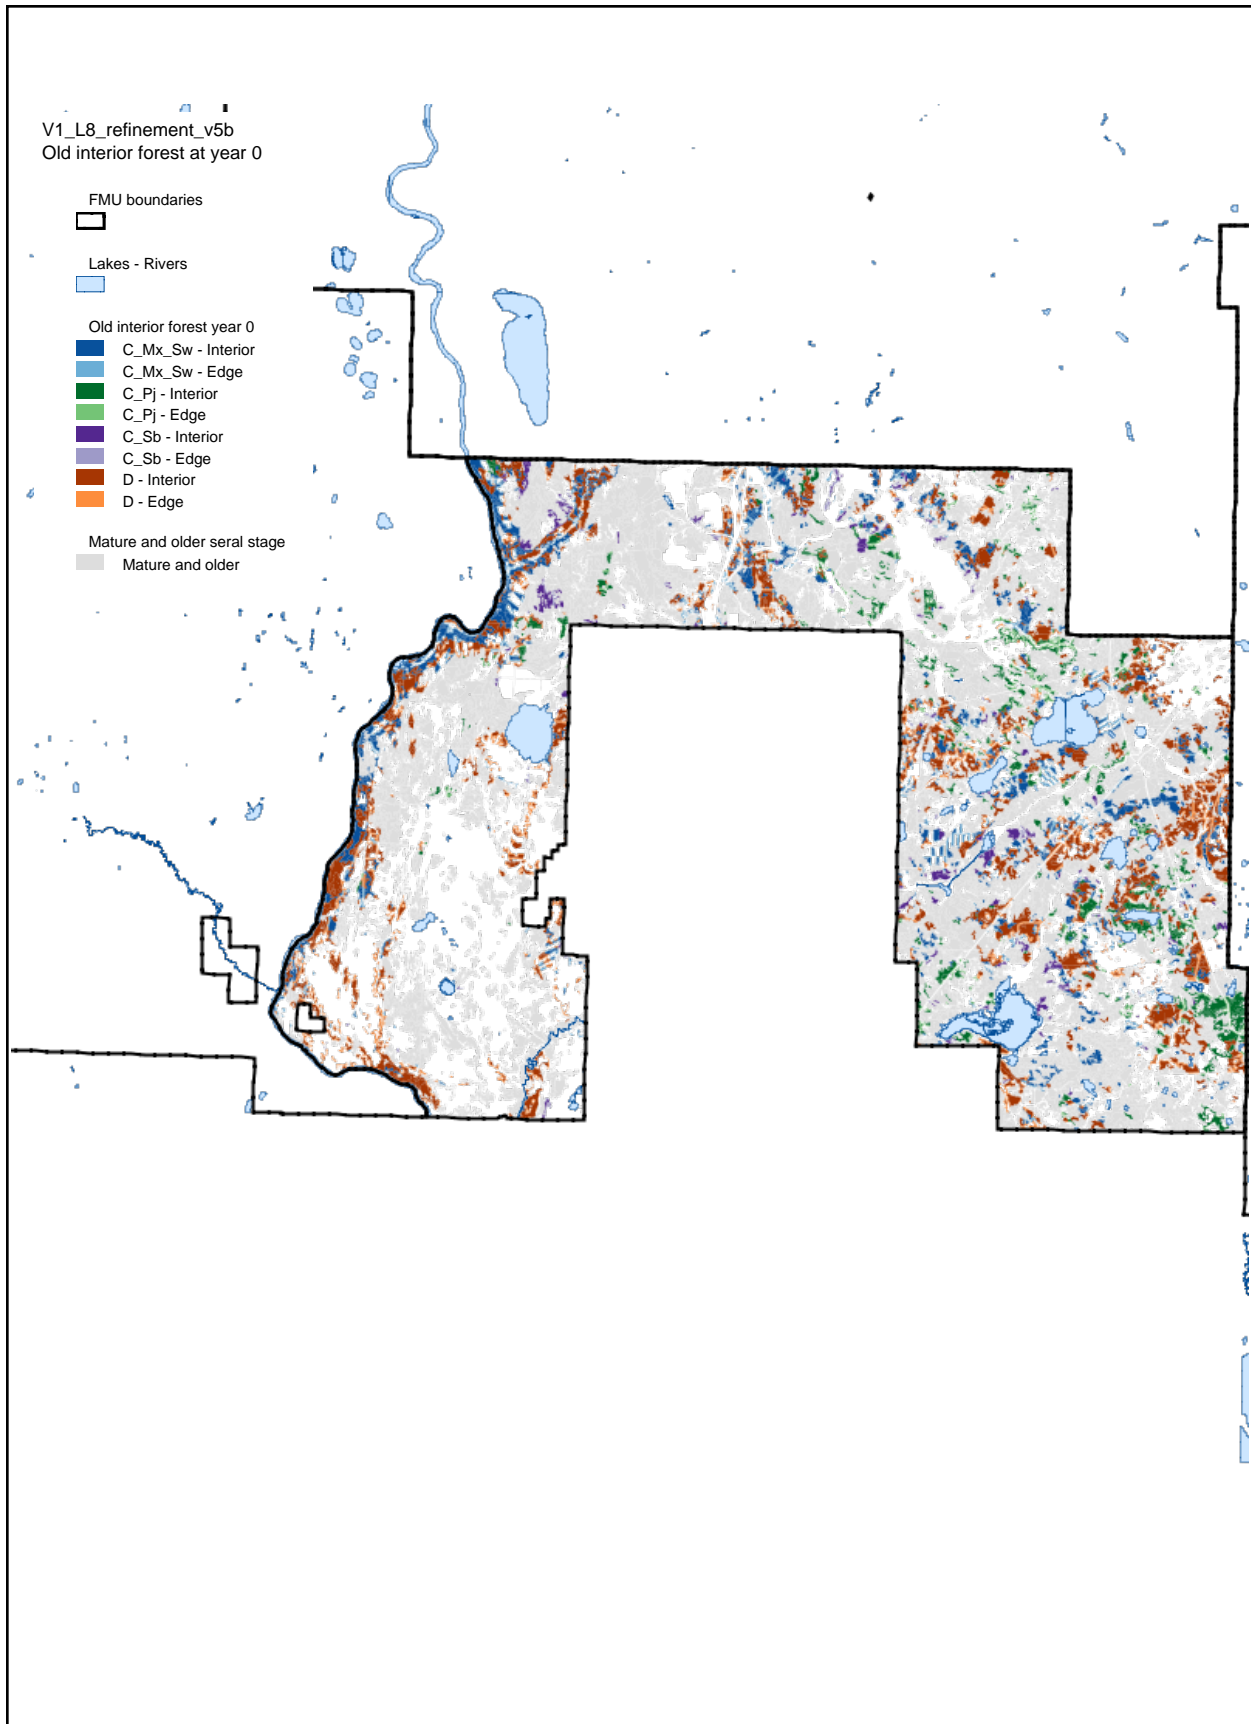 V1_L8_refinement_v5b
Old interior forest at year 0
FMU boundaries
Lakes - Rivers
Old interior forest year 0
C_Mx_Sw - Interior
C_Mx_Sw - Edge
C_Pj - Interior
C_Pj - Edge
C_Sb - Interior
C_Sb - Edge
D - Interior
D - Edge
Mature and older seral stage
Mature and older